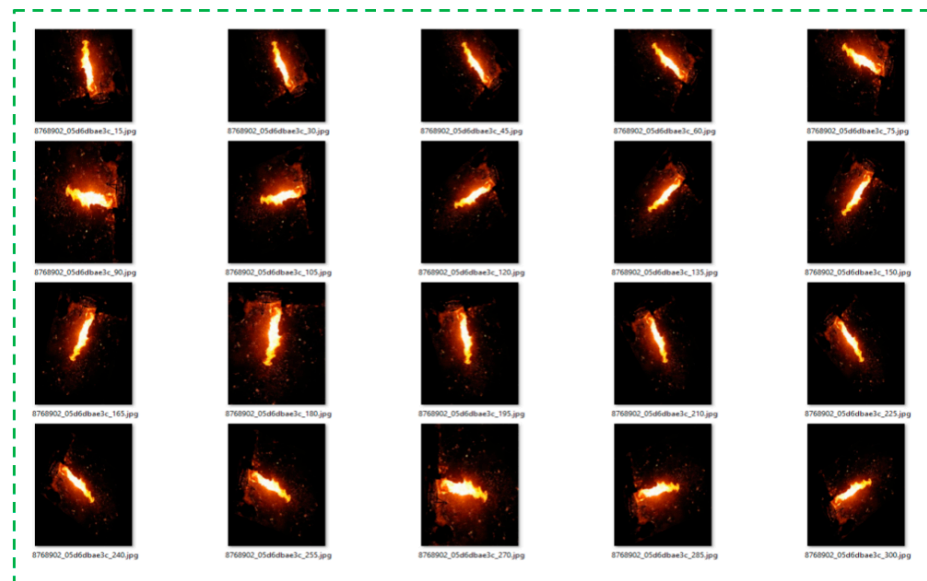 8768902_05d6dbae3c_15.jpg
8768902_05d6dbae3c_30.jpg
8768902_05d6dbae3c_45.jpg
8768902_05d6dbae3c_60.jpg
8768902_05d6dbae3c_75.jpg
8768902_05d6dbae3c_90.jpg
8768902_05d6dbae3c_105.jpg
8768902_05d6dbae3c_120.jpg
8768902_05d6dbae3c_135.jpg
8768902_05d6dbae3c_150.jpg
8768902_05d6dbae3c_165.jpg
8768902_05d6dbae3c_180.jpg
8768902_05d6dbae3c_195.jpg
8768902_05d6dbae3c_210.jpg
8768902_05d6dbae3c_225.jpg
8768902_05d6dbae3c_240.jpg
8768902_05d6dbae3c_255.jpg
8768902_05d6dbae3c_270.jpg
8768902_05d6dbae3c_285.jpg
8768902_05d6dbae3c_300.jpg